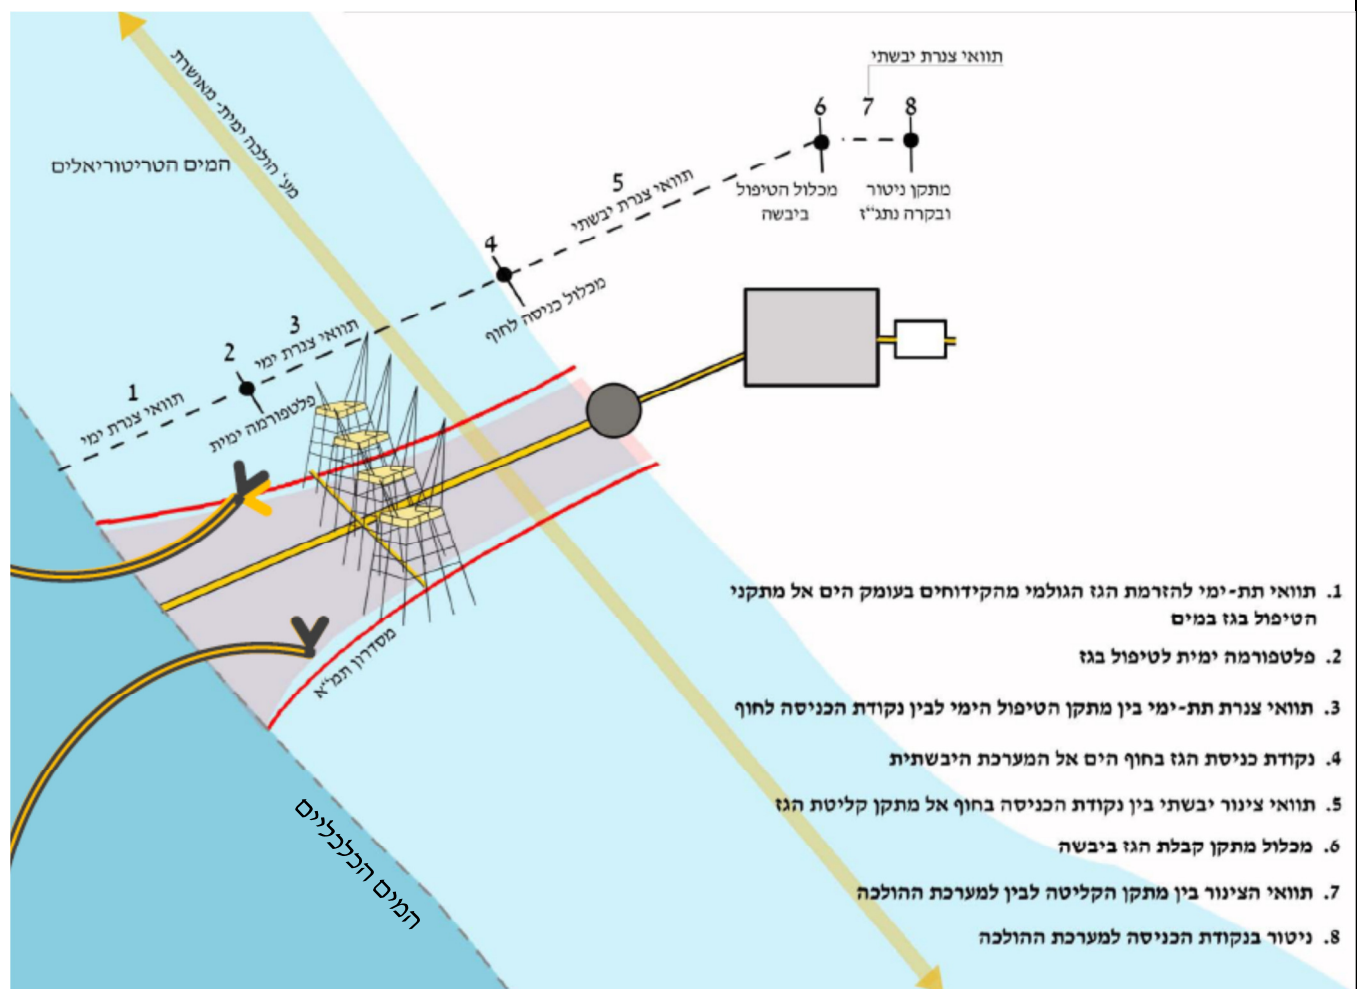 תוואי צנרת יבשתי
6
7
8
מע' הולכה ימית- מאושרת
המים הטריטוריאלים
5
תוואי צנרת יבשתי
מכלול הטיפול
ביבשה
מתקן ניטור
ובקרה נתג"ז
4
מכלול כניסה לחוף
3
תוואי צנרת ימי
2
פלטפורמה ימית
1
תוואי צנרת ימי
מסדרון תמ"א
המים הכלכליים
1. תוואי תת-ימי להזרמת הגז הגולמי מהקידוחים בעומק הים אל מתקני
הטיפול בגז במים
2. פלטפורמה ימית לטיפול בגז
3. תוואי צנרת תת-ימי בין מתקן הטיפול הימי לבין נקודת הכניסה לחוף
4. נקודת כניסת הגז בחוף הים אל המערכת היבשתית
5. תוואי צינור יבשתי בין נקודת הכניסה בחוף אל מתקן קליטת הגז
6. מכלול מתקן קבלת הגז ביבשה
7. תוואי הצינור בין מתקן הקליטה לבין למערכת ההולכה
8. ניטור בנקודת הכניסה למערכת ההולכה